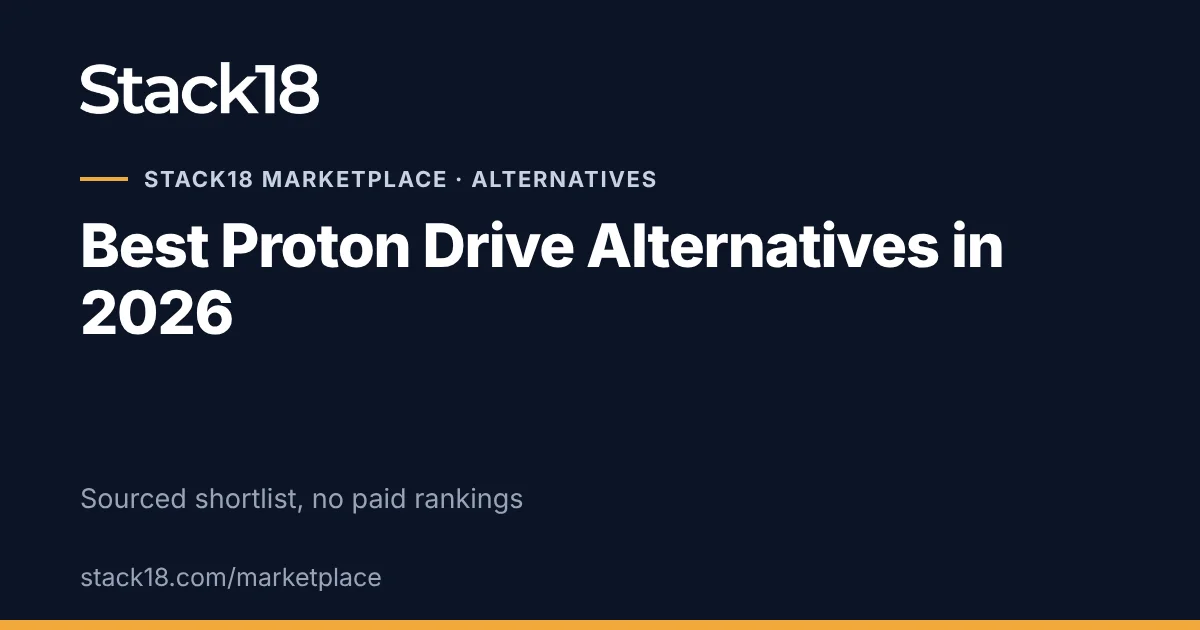 Stack18
STACK18 MARKETPLACE · ALTERNATIVES
Best Proton Drive Alternatives in
2026
Sourced shortlist, no paid rankings
stack18.com/marketplace